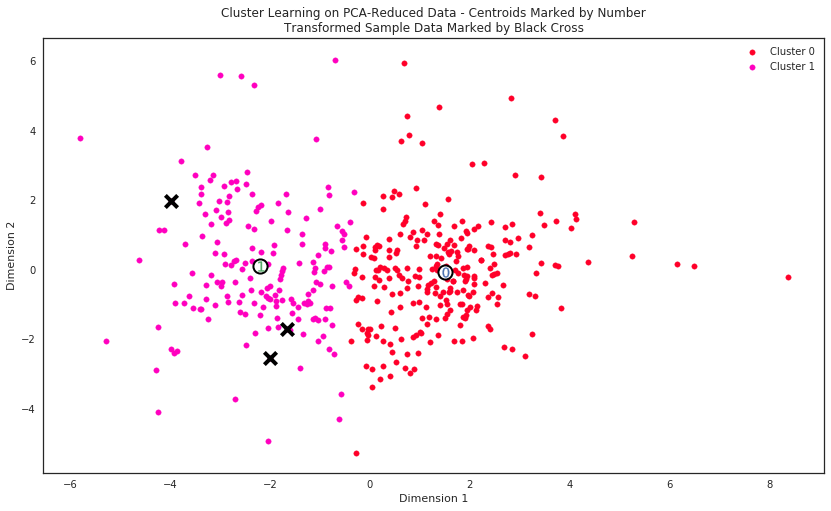 Cluster Learning on PCA-Reduced Data - Centroids Marked by Number
Transformed Sample Data Marked by Black Cross
Cluster 0
Cluster 1
6
4
2
0
−2
−4
Dimension 2
1
0
−6 −4 −2 0 2 4 6 8
Dimension 1